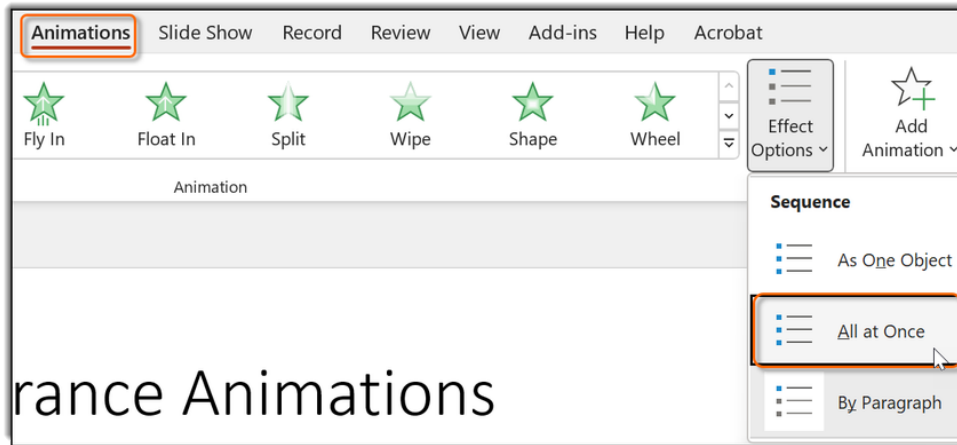 Animations Slide Show Record Review View Add-ins Help Acrobat
Fly In Float In Split Wipe Shape Wheel
Effect
Options
Add
Animation
Animation
Sequence
As One Object
All at Once
By Paragraph
rance Animations